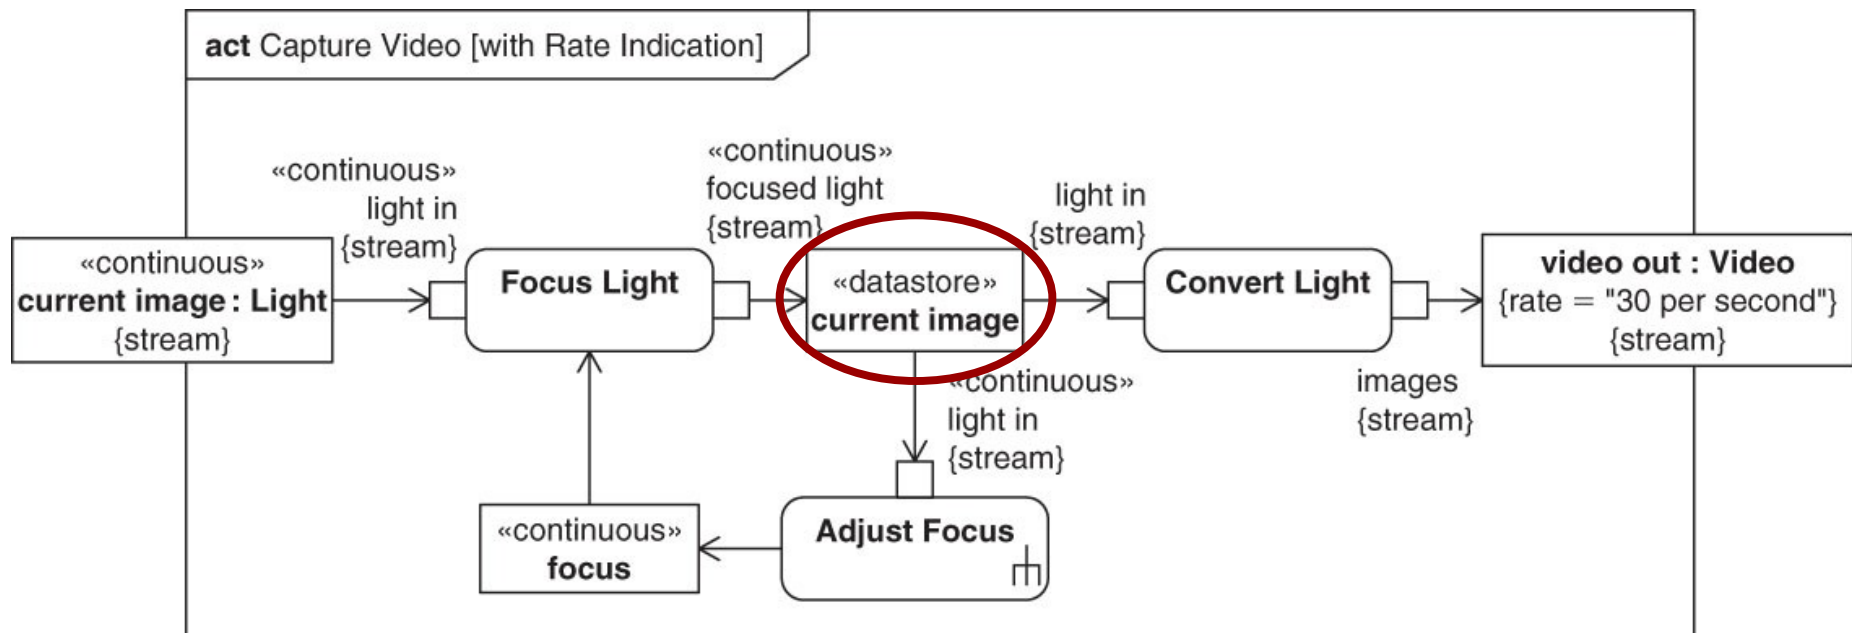 act Capture Video [with Rate Indication]
«continuous»
light in
{stream}
«continuous»
focused light
{stream}
light in
{stream}
«continuous»
current image : Light
{stream}
Focus Light
«datastore»
current image
Convert Light
video out : Video
{rate = "30 per second"}
{stream}
«continuous»
light in
{stream}
images
{stream}
«continuous»
focus
Adjust Focus